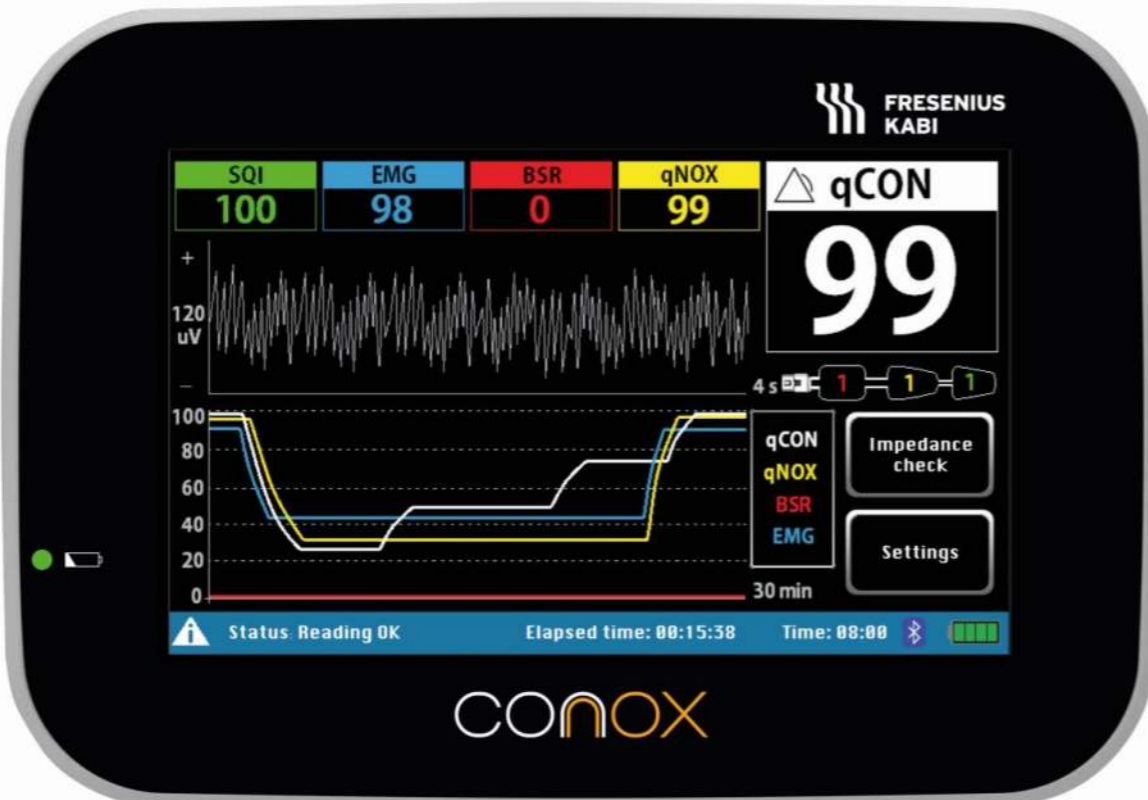 FRESENIUS
KABI
SQI
100
EMG
98
BSR
0
qNOX
99
qCON
99
+
120
uV
−
4 s
1
1
1
100
80
60
40
20
0
qCON
qNOX
BSR
EMG
30 min
Impedance
check
Settings
Status: Reading OK
Elapsed time: 00:15:38
Time: 08:00
conox